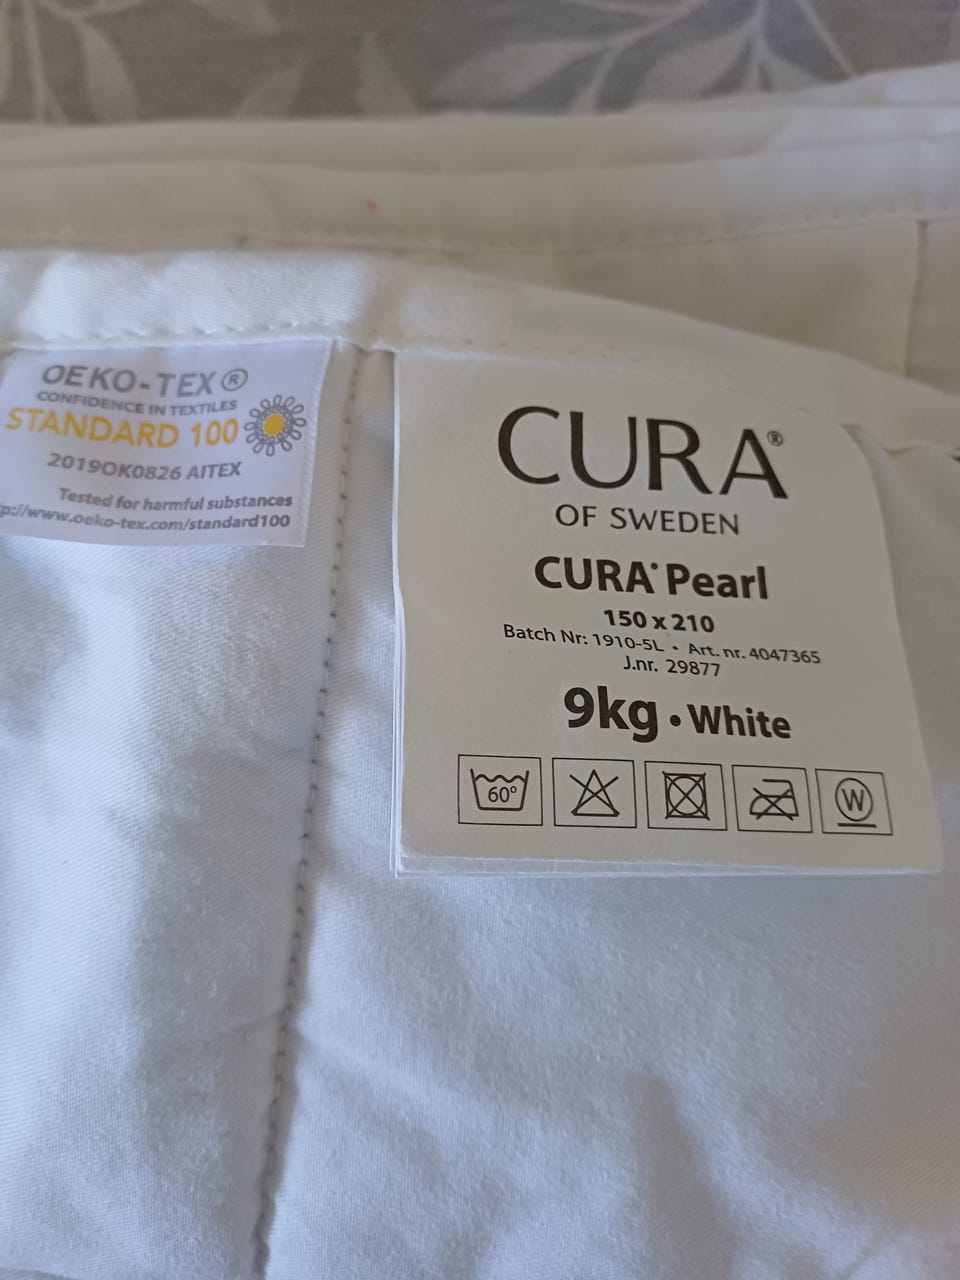 OEKO-TEX®
CONFIDENCE IN TEXTILES
STANDARD 100
2019OK0826 AITEX
Tested for harmful substances
p://www.oeko-tex.com/standard100
CURA®
OF SWEDEN
CURA® Pearl
150 x 210
Batch Nr: 1910-5L • Art. nr. 4047365
J.nr. 29877
9kg • White
60°
W